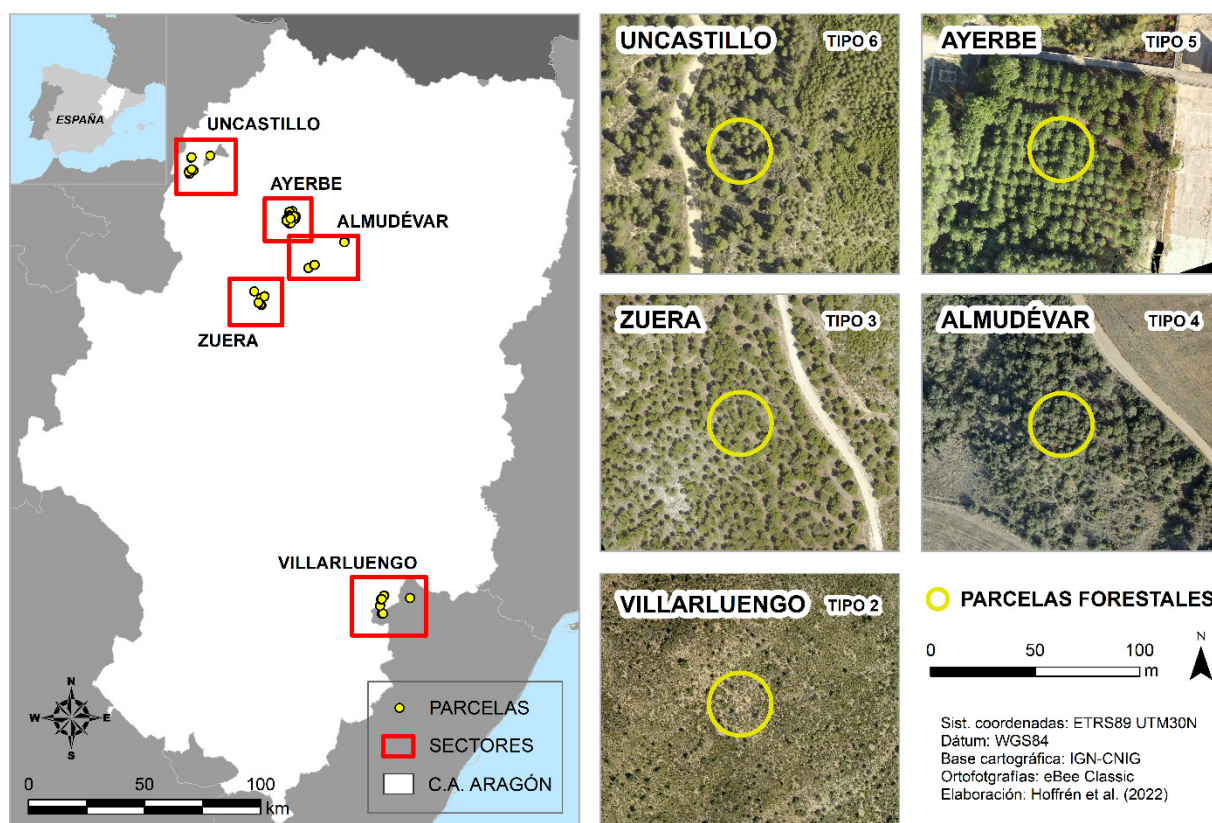 ESPAÑA
UNCASTILLO
AYERBE
ALMUDÉVAR
ZUERA
VILLARLUENGO
N
W E
S
0 50 100
km
PARCELAS
SECTORES
C.A. ARAGÓN
UNCASTILLO TIPO 6
AYERBE TIPO 5
ZUERA TIPO 3
ALMUDÉVAR TIPO 4
VILLARLUENGO TIPO 2
PARCELAS FORESTALES
0 50 100
m
N
Sist. coordenadas: ETRS89 UTM30N
Dátum: WGS84
Base cartográfica: IGN-CNIG
Ortofotgrafías: eBee Classic
Elaboración: Hoffrén et al. (2022)